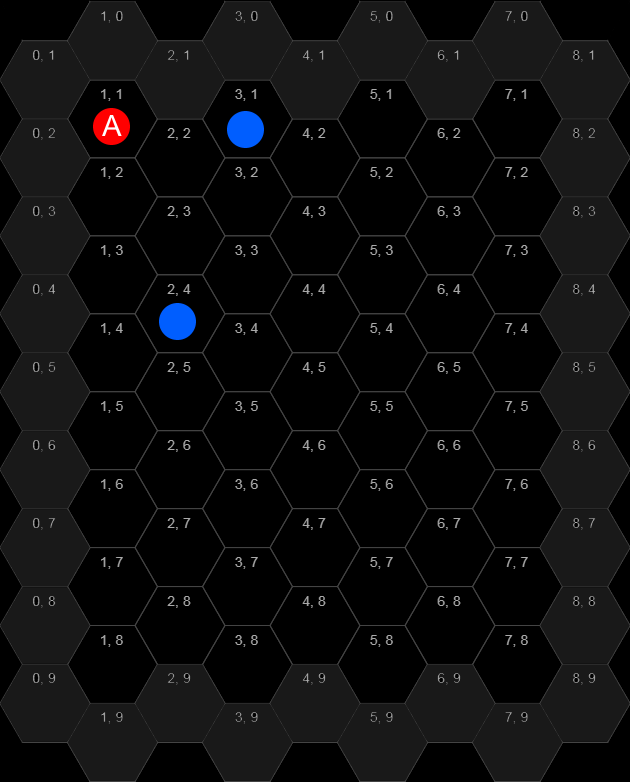 1, 0 3, 0 5, 0 7, 0
0, 1 2, 1 4, 1 6, 1 8, 1
1, 1 3, 1 5, 1 7, 1
A
0, 2 2, 2 4, 2 6, 2 8, 2
1, 2 3, 2 5, 2 7, 2
0, 3 2, 3 4, 3 6, 3 8, 3
1, 3 3, 3 5, 3 7, 3
0, 4 2, 4 4, 4 6, 4 8, 4
1, 4 3, 4 5, 4 7, 4
0, 5 2, 5 4, 5 6, 5 8, 5
1, 5 3, 5 5, 5 7, 5
0, 6 2, 6 4, 6 6, 6 8, 6
1, 6 3, 6 5, 6 7, 6
0, 7 2, 7 4, 7 6, 7 8, 7
1, 7 3, 7 5, 7 7, 7
0, 8 2, 8 4, 8 6, 8 8, 8
1, 8 3, 8 5, 8 7, 8
0, 9 2, 9 4, 9 6, 9 8, 9
1, 9 3, 9 5, 9 7, 9